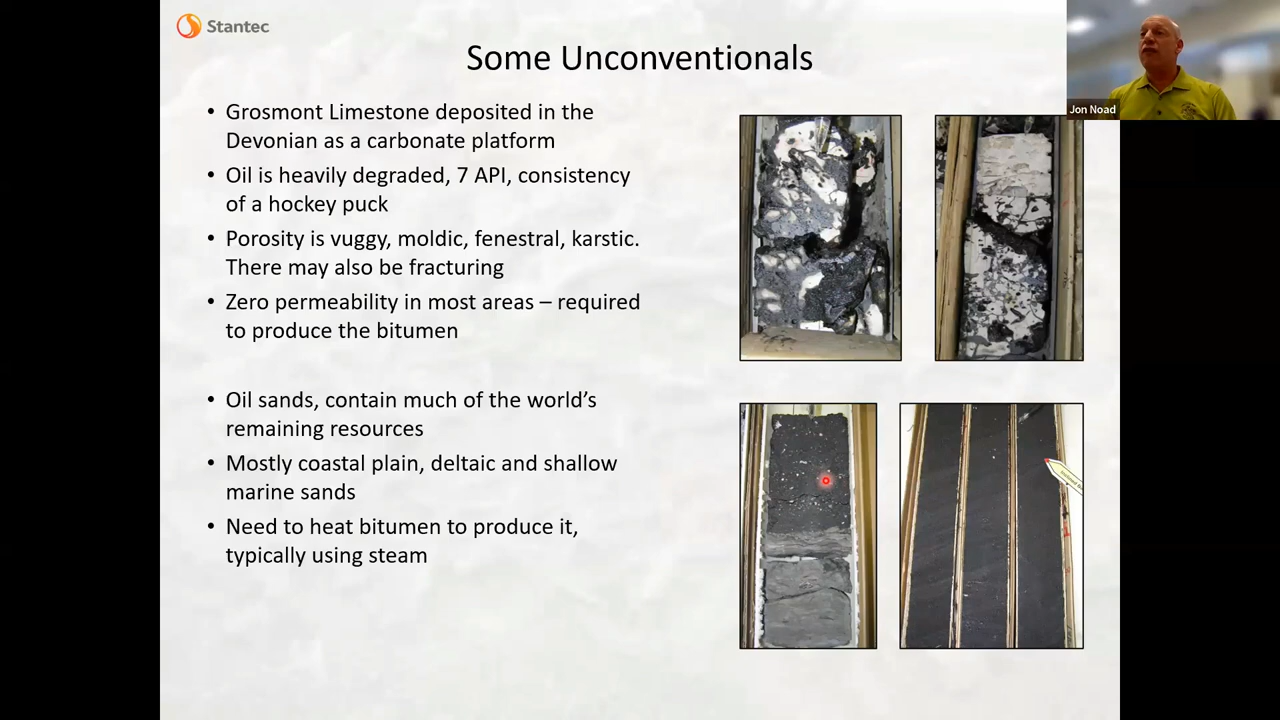 Stantec
Some Unconventionals
Jon Noad
• Grosmont Limestone deposited in the
Devonian as a carbonate platform
• Oil is heavily degraded, 7 API, consistency
of a hockey puck
• Porosity is vuggy, moldic, fenestral, karstic.
There may also be fracturing
• Zero permeability in most areas – required
to produce the bitumen
• Oil sands, contain much of the world’s
remaining resources
• Mostly coastal plain, deltaic and shallow
marine sands
• Need to heat bitumen to produce it,
typically using steam